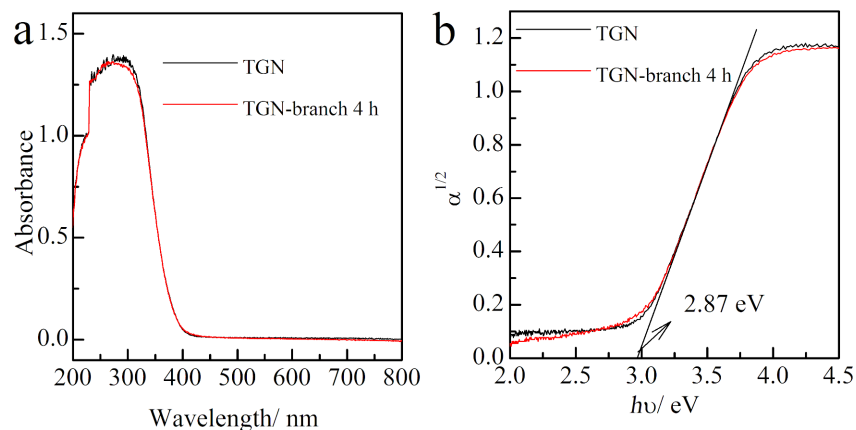 a
TGN
TGN-branch 4 h
Absorbance
1.5
1.0
0.5
0.0
200 300 400 500 600 700 800
Wavelength/ nm
b
TGN
TGN-branch 4 h
α1/2
1.2
1.0
0.8
0.6
0.4
0.2
0.0
2.87 eV
2.0 2.5 3.0 3.5 4.0 4.5
hυ/ eV